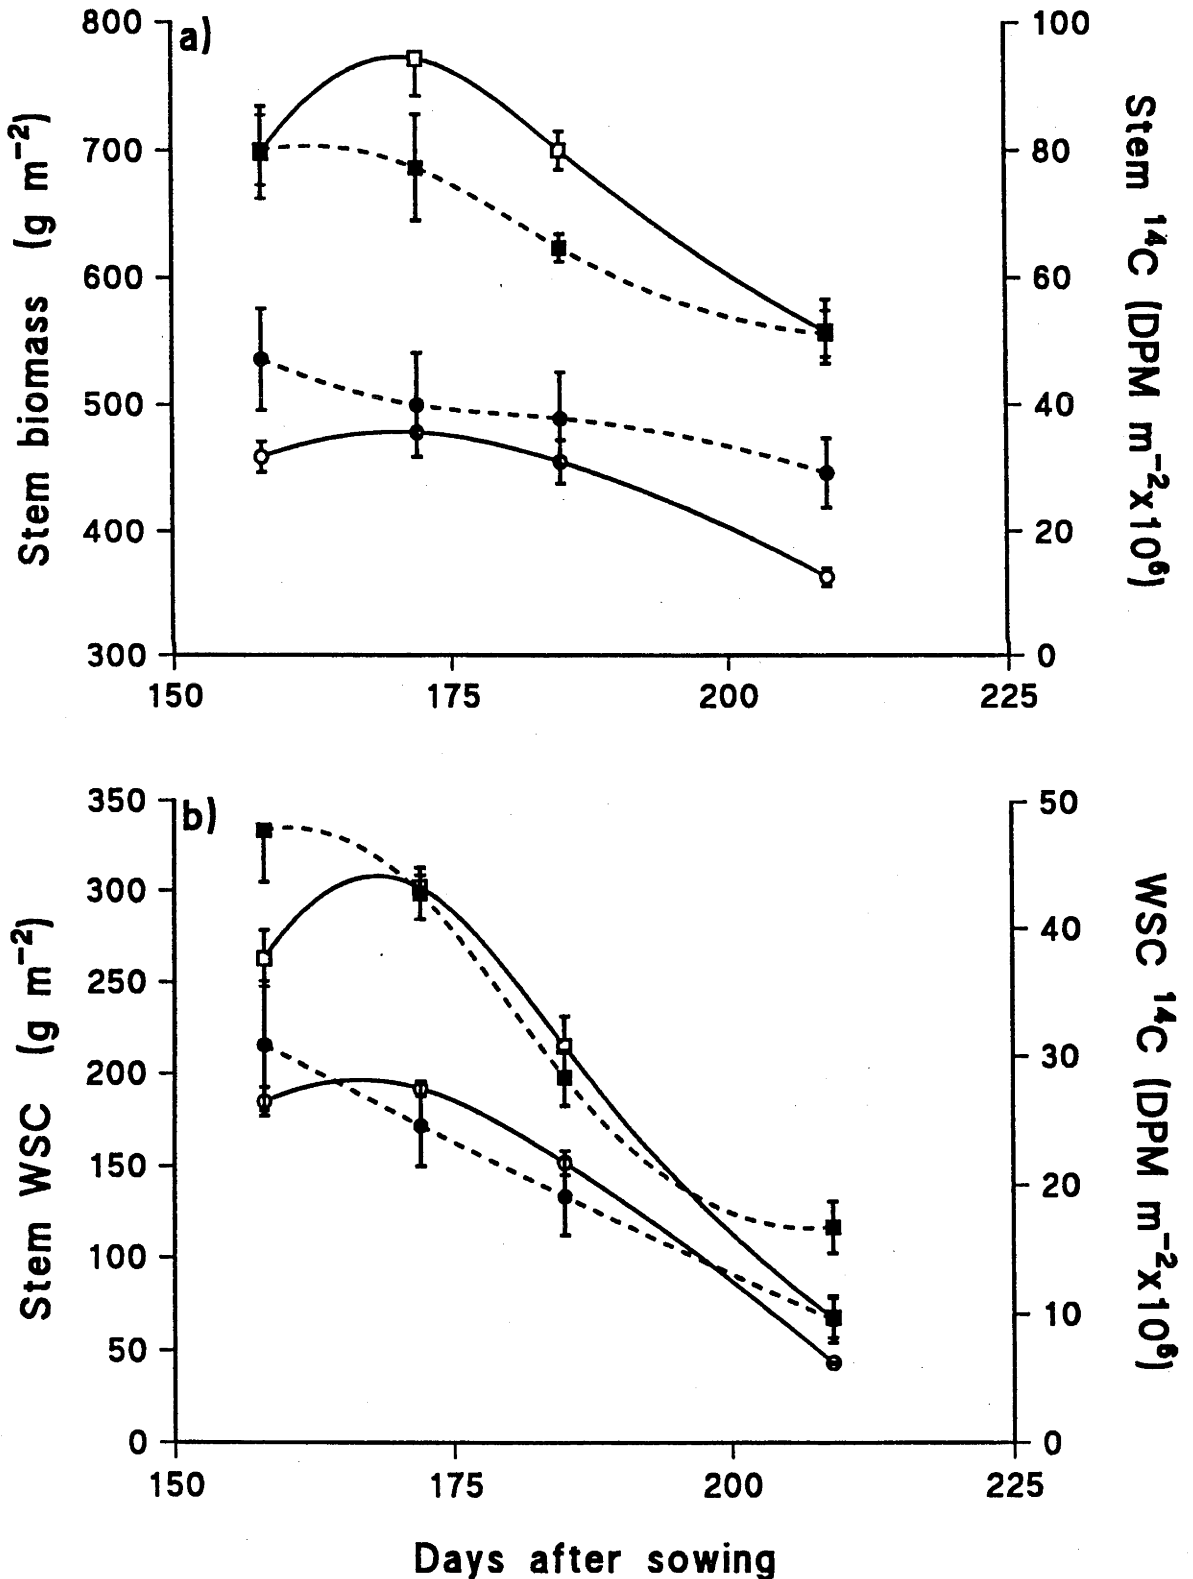 a)
Stem biomass (g m⁻²)
800
700
600
500
400
300
100
80
60
40
20
0
Stem ¹⁴C (DPM m⁻²x10⁶)
150 175 200 225
b)
Stem WSC (g m⁻²)
350
300
250
200
150
100
50
0
50
40
30
20
10
0
WSC ¹⁴C (DPM m⁻²x10⁶)
150 175 200 225
Days after sowing